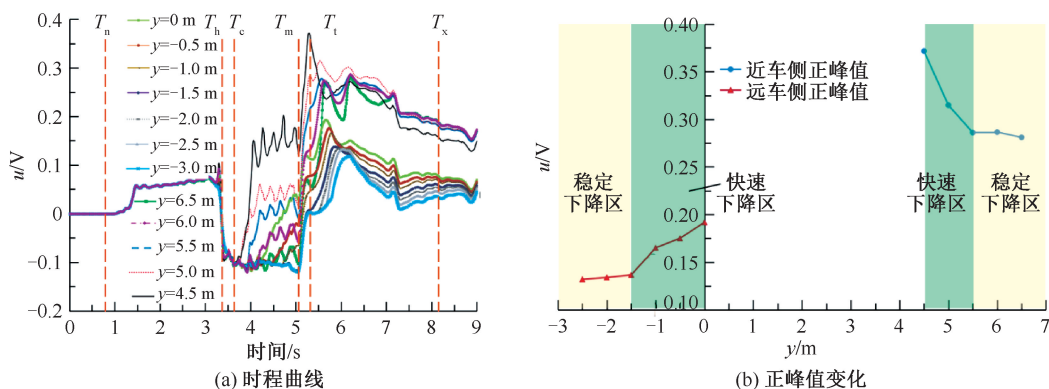 T_n T_h T_c T_m T_t T_x
0.4
0.3
0.2
0.1
0.0
−0.1
−0.2
u/V
y=0 m
y=−0.5 m
y=−1.0 m
y=−1.5 m
y=−2.0 m
y=−2.5 m
y=−3.0 m
y=6.5 m
y=6.0 m
y=5.5 m
y=5.0 m
y=4.5 m
0 1 2 3 4 5 6 7 8 9
时间/s
(a) 时程曲线
0.40
0.35
0.30
0.25
0.20
0.15
0.10
u/V
近车侧正峰值
远车侧正峰值
稳定
下降区
快速
下降区
快速
下降区
稳定
下降区
−3 −2 −1 0 1 2 3 4 5 6 7
y/m
(b) 正峰值变化